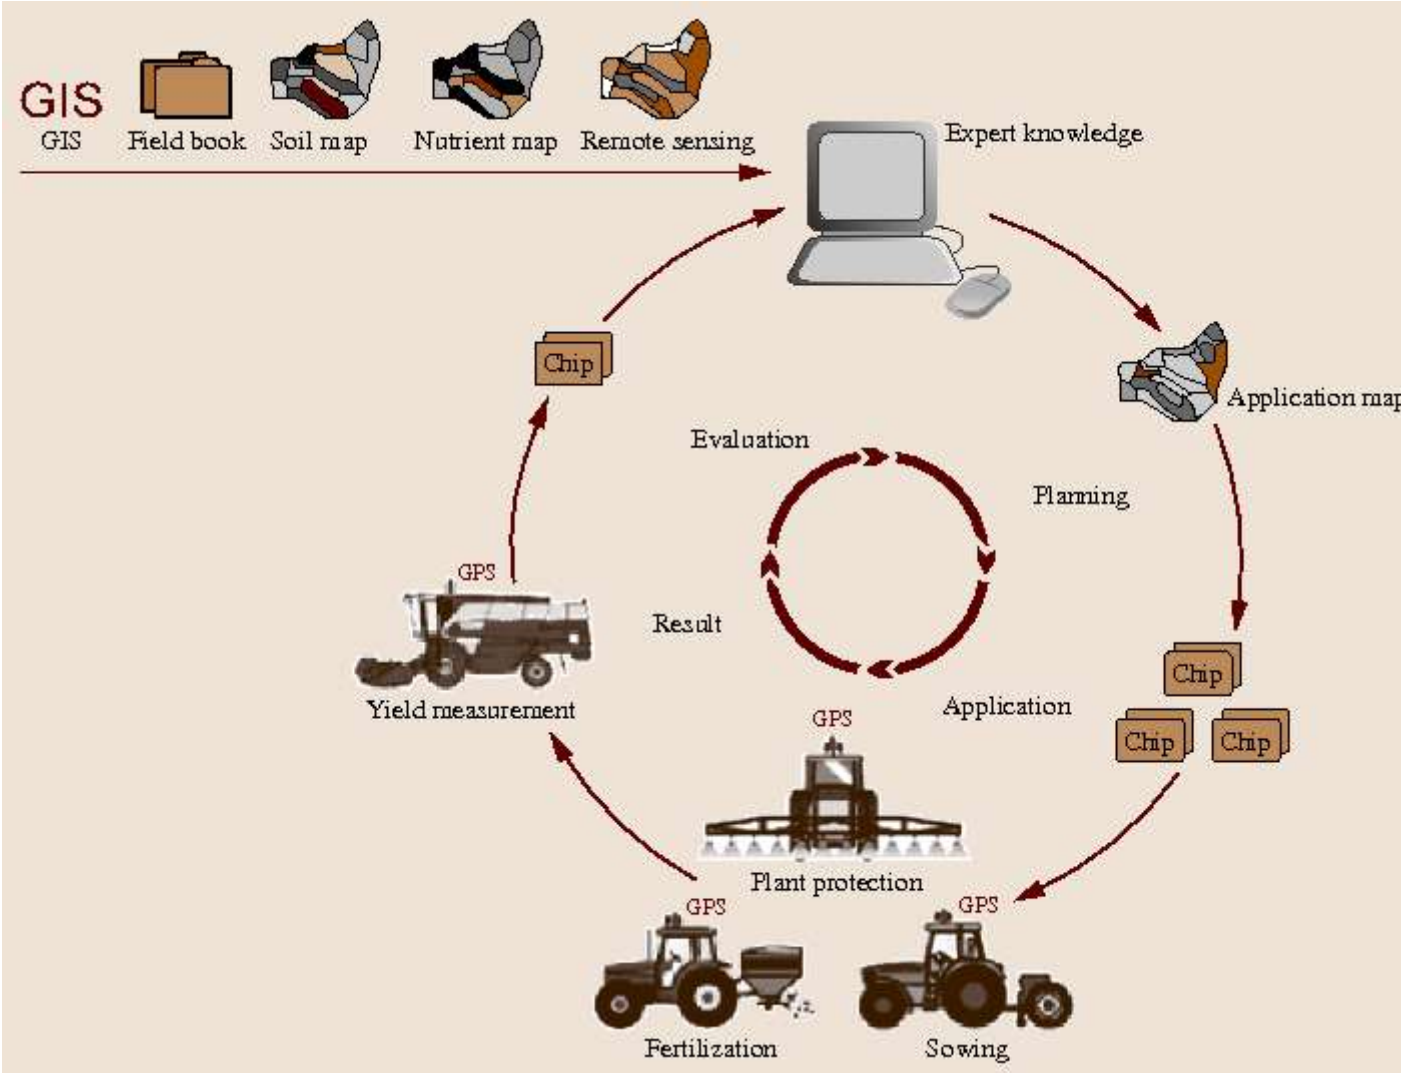 GIS
GIS
Field book
Soil map
Nutrient map
Remote sensing
Expert knowledge
Chip
Application map
Evaluation
Planning
GPS
Result
Yield measurement
Application
Chip
Chip
Chip
GPS
Plant protection
GPS
GPS
Fertilization
Sowing